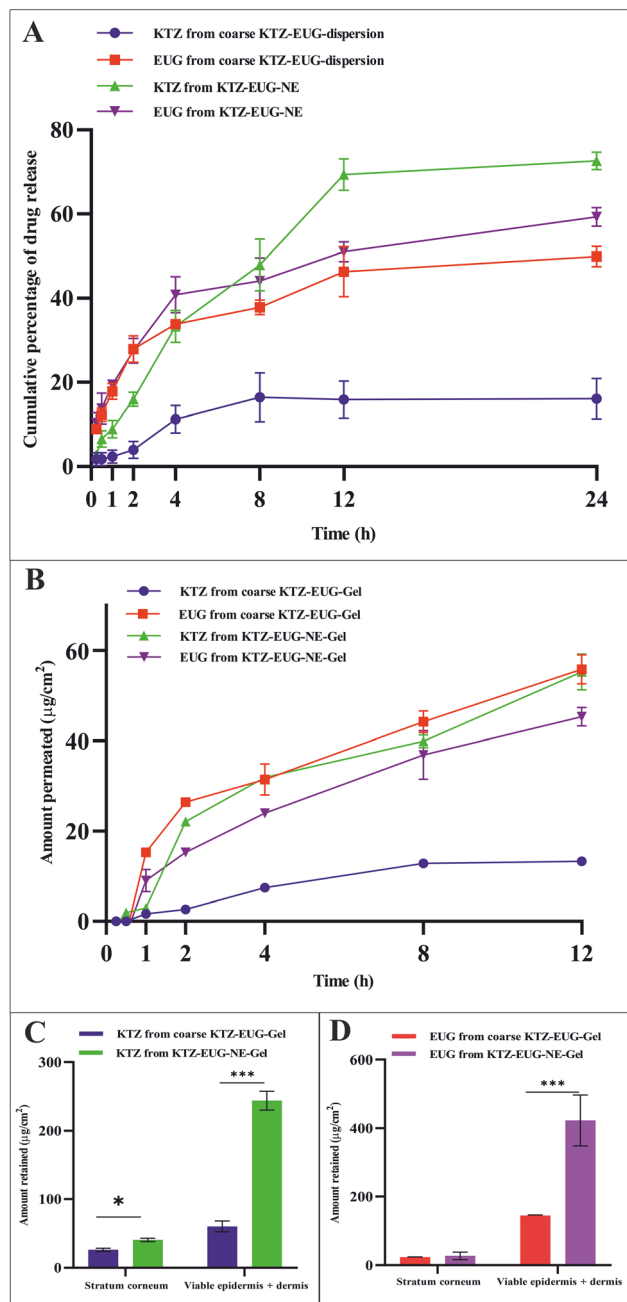 A
KTZ from coarse KTZ-EUG-dispersion
EUG from coarse KTZ-EUG-dispersion
KTZ from KTZ-EUG-NE
EUG from KTZ-EUG-NE
Cumulative percentage of drug release
80
60
40
20
0
0 1 2 4 8 12 24
Time (h)
B
KTZ from coarse KTZ-EUG-Gel
EUG from coarse KTZ-EUG-Gel
KTZ from KTZ-EUG-NE-Gel
EUG from KTZ-EUG-NE-Gel
Amount permeated (μg/cm²)
60
40
20
0
0 1 2 4 8 12
Time (h)
C
KTZ from coarse KTZ-EUG-Gel
KTZ from KTZ-EUG-NE-Gel
Amount retained (μg/cm²)
300
200
100
0
*
***
Stratum corneum Viable epidermis + dermis
D
EUG from coarse KTZ-EUG-Gel
EUG from KTZ-EUG-NE-Gel
Amount retained (μg/cm²)
600
400
200
0
***
Stratum corneum Viable epidermis + dermis